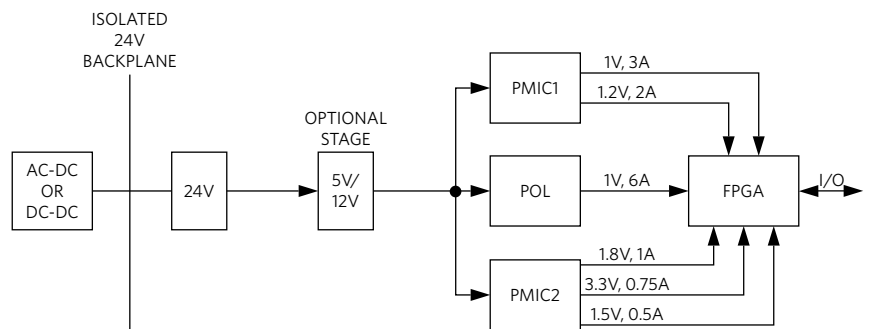 ISOLATED
24V
BACKPLANE
AC-DC
OR
DC-DC
24V
OPTIONAL
STAGE
5V/
12V
PMIC1
1V, 3A
1.2V, 2A
POL
1V, 6A
FPGA
I/O
PMIC2
1.8V, 1A
3.3V, 0.75A
1.5V, 0.5A